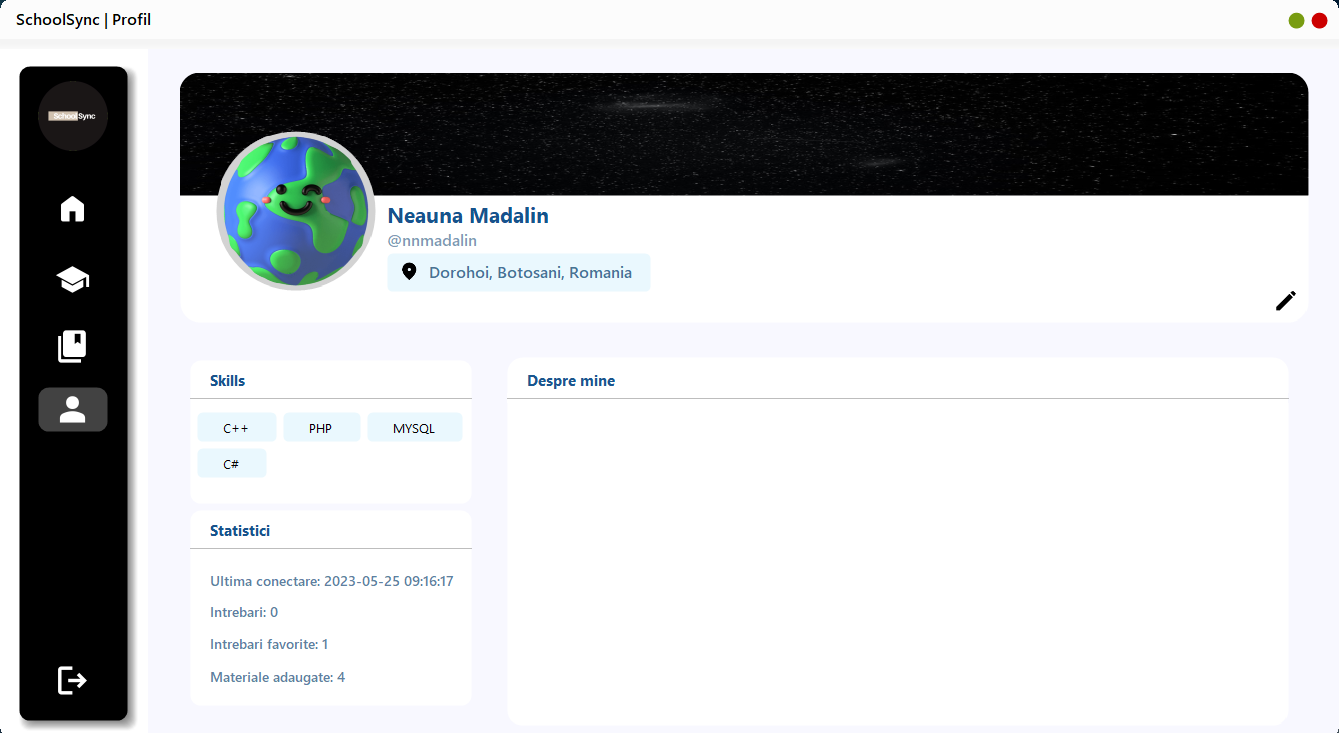 SchoolSync | Profil
SchoolSync
Neauna Madalin
@nnmadalin
Dorohoi, Botosani, Romania
Skills
C++ PHP MYSQL
C#
Despre mine
Statistici
Ultima conectare: 2023-05-25 09:16:17
Intrebari: 0
Intrebari favorite: 1
Materiale adaugate: 4